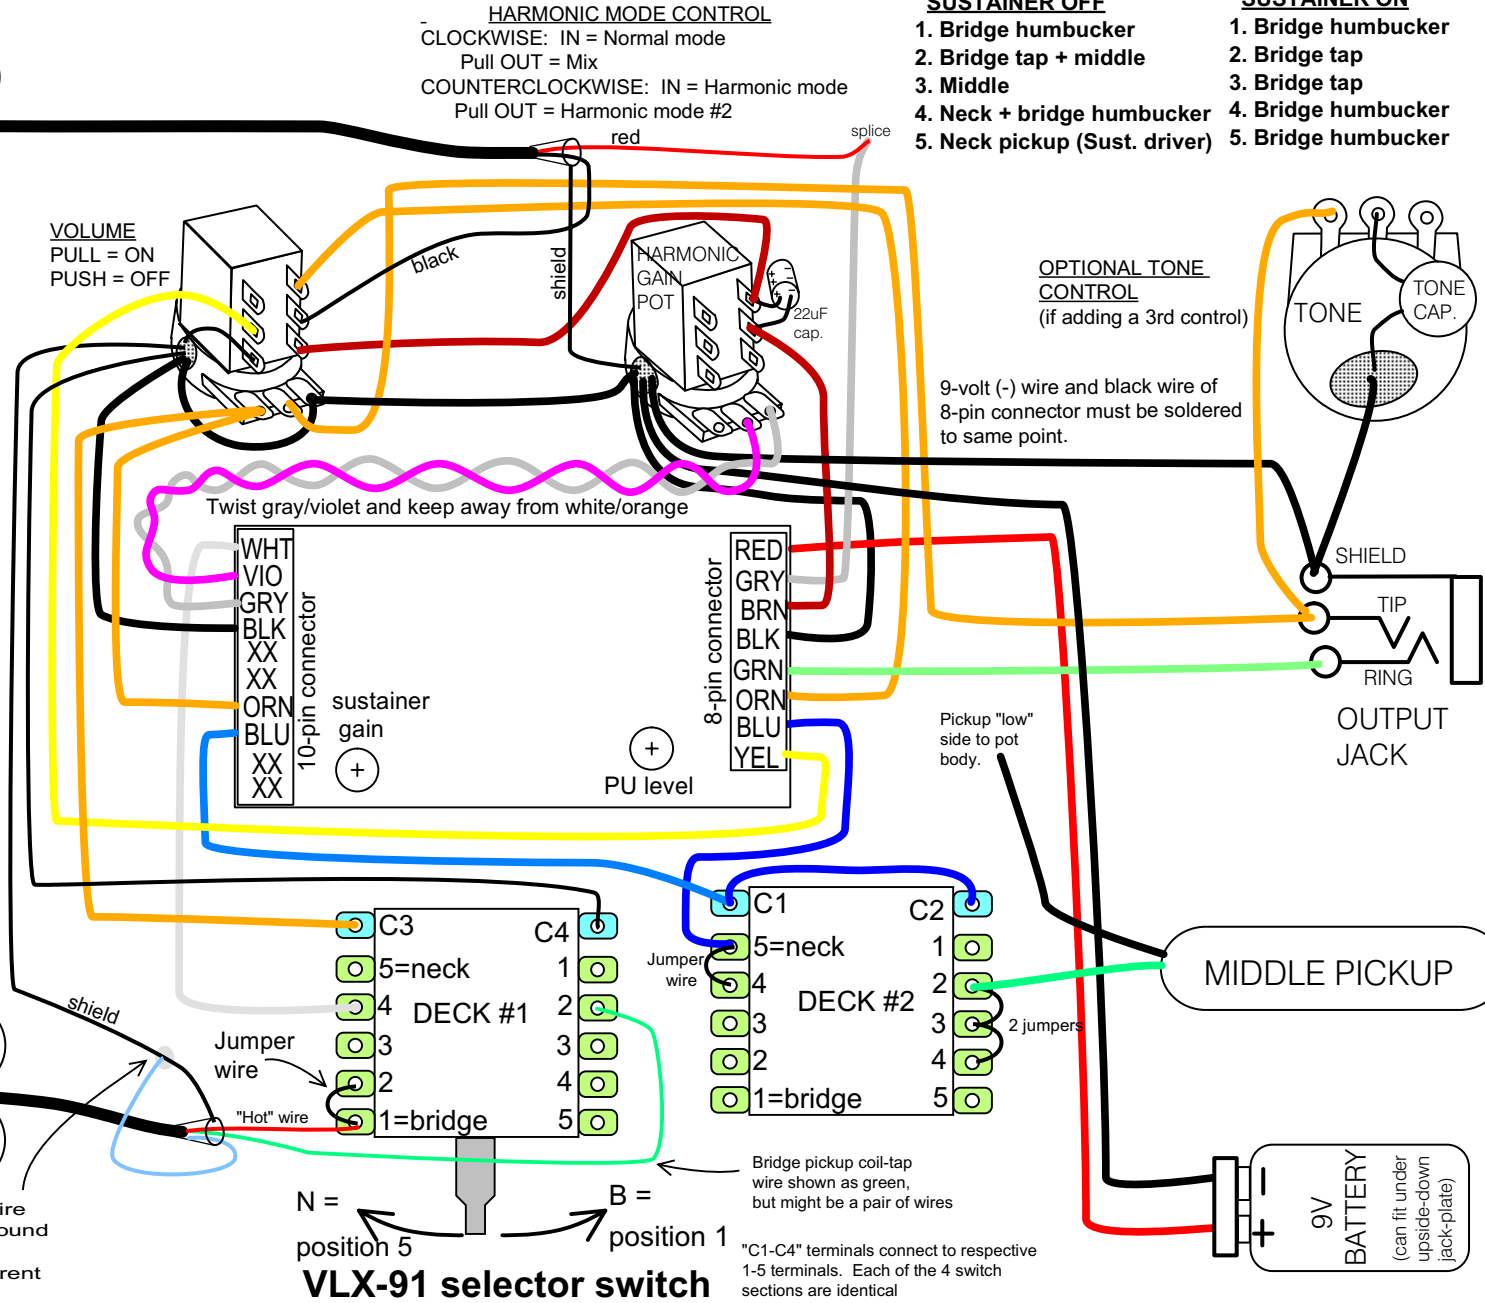 HARMONIC MODE CONTROL
CLOCKWISE: IN = Normal mode
Pull OUT = Mix
COUNTERCLOCKWISE: IN = Harmonic mode
Pull OUT = Harmonic mode #2
SUSTAINER OFF
1. Bridge humbucker
2. Bridge tap + middle
3. Middle
4. Neck + bridge humbucker
5. Neck pickup (Sust. driver)
SUSTAINER ON
1. Bridge humbucker
2. Bridge tap
3. Bridge tap
4. Bridge humbucker
5. Bridge humbucker
red
splice
VOLUME
PULL = ON
PUSH = OFF
black
shield
HARMONIC
GAIN
POT
22uF
cap.
OPTIONAL TONE
CONTROL
(if adding a 3rd control)
TONE
TONE
CAP.
9-volt (-) wire and black wire of
8-pin connector must be soldered
to same point.
Twist gray/violet and keep away from white/orange
WHT
VIO
GRY
BLK
XX
XX
ORN
BLU
XX
XX
10-pin connector
sustainer
gain
PU level
8-pin connector
RED
GRY
BRN
BLK
GRN
ORN
BLU
YEL
SHIELD
TIP
RING
OUTPUT
JACK
Pickup "low"
side to pot
body.
C3
5=neck
4
3
2
1=bridge
DECK #1
C4
1
2
3
4
5
Jumper
wire
C1
5=neck
4
3
2
1=bridge
DECK #2
C2
1
2
3
4
5
Jumper
wire
2 jumpers
MIDDLE PICKUP
shield
"Hot" wire
Bridge pickup coil-tap
wire shown as green,
but might be a pair of wires
N =
position 5
B =
position 1
VLX-91 selector switch
"C1-C4" terminals connect to respective
1-5 terminals. Each of the 4 switch
sections are identical
9V
BATTERY
(can fit under
upside-down
jack-plate)
- 
+
ire
ound
rent